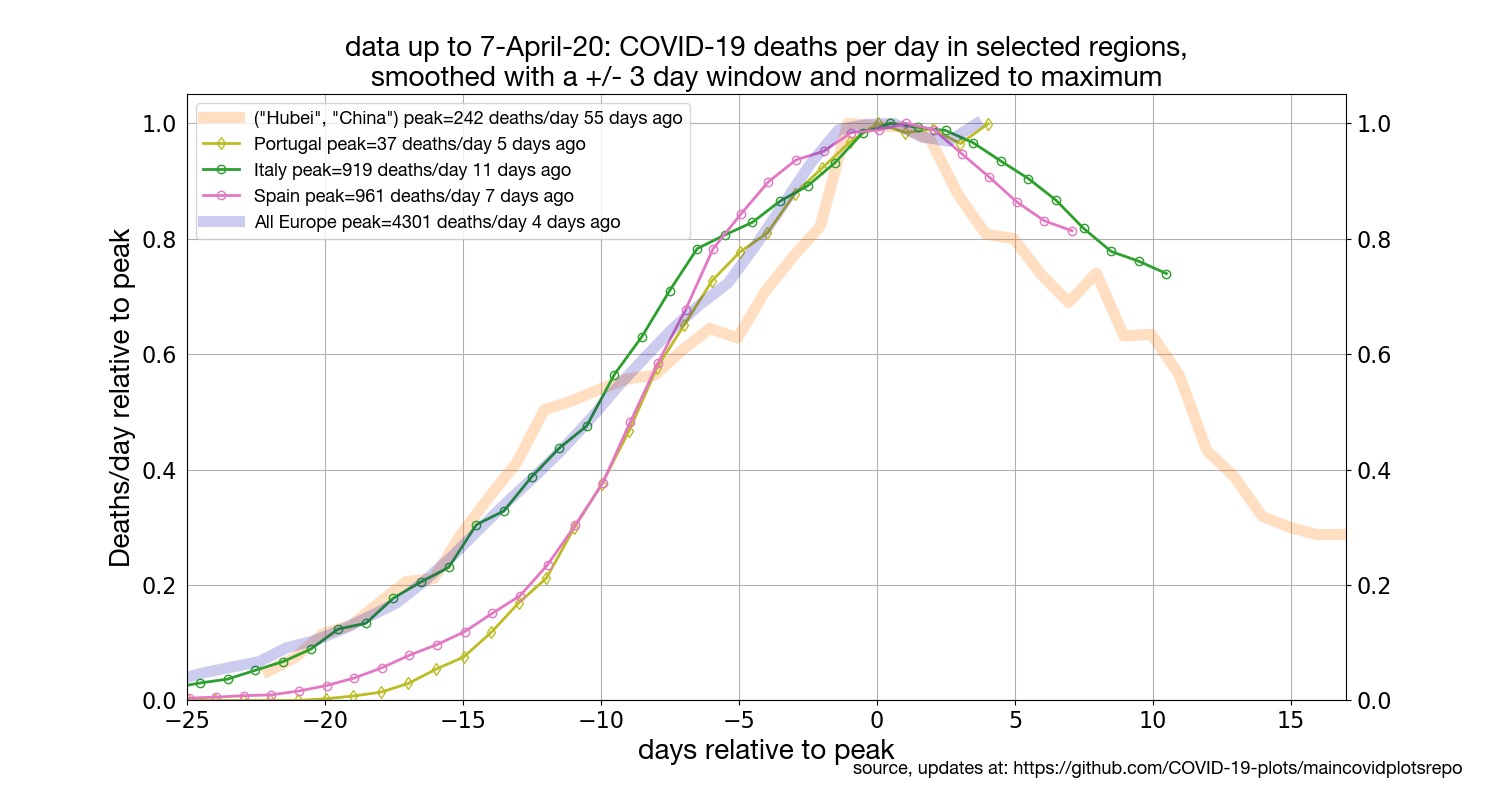 data up to 7-April-20: COVID-19 deaths per day in selected regions,
smoothed with a +/- 3 day window and normalized to maximum
("Hubei", "China") peak=242 deaths/day 55 days ago
Portugal peak=37 deaths/day 5 days ago
Italy peak=919 deaths/day 11 days ago
Spain peak=961 deaths/day 7 days ago
All Europe peak=4301 deaths/day 4 days ago
Deaths/day relative to peak
1.0
0.8
0.6
0.4
0.2
0.0
1.0
0.8
0.6
0.4
0.2
0.0
−25 −20 −15 −10 −5 0 5 10 15
days relative to peak
source, updates at: https://github.com/COVID-19-plots/maincovidplotsrepo